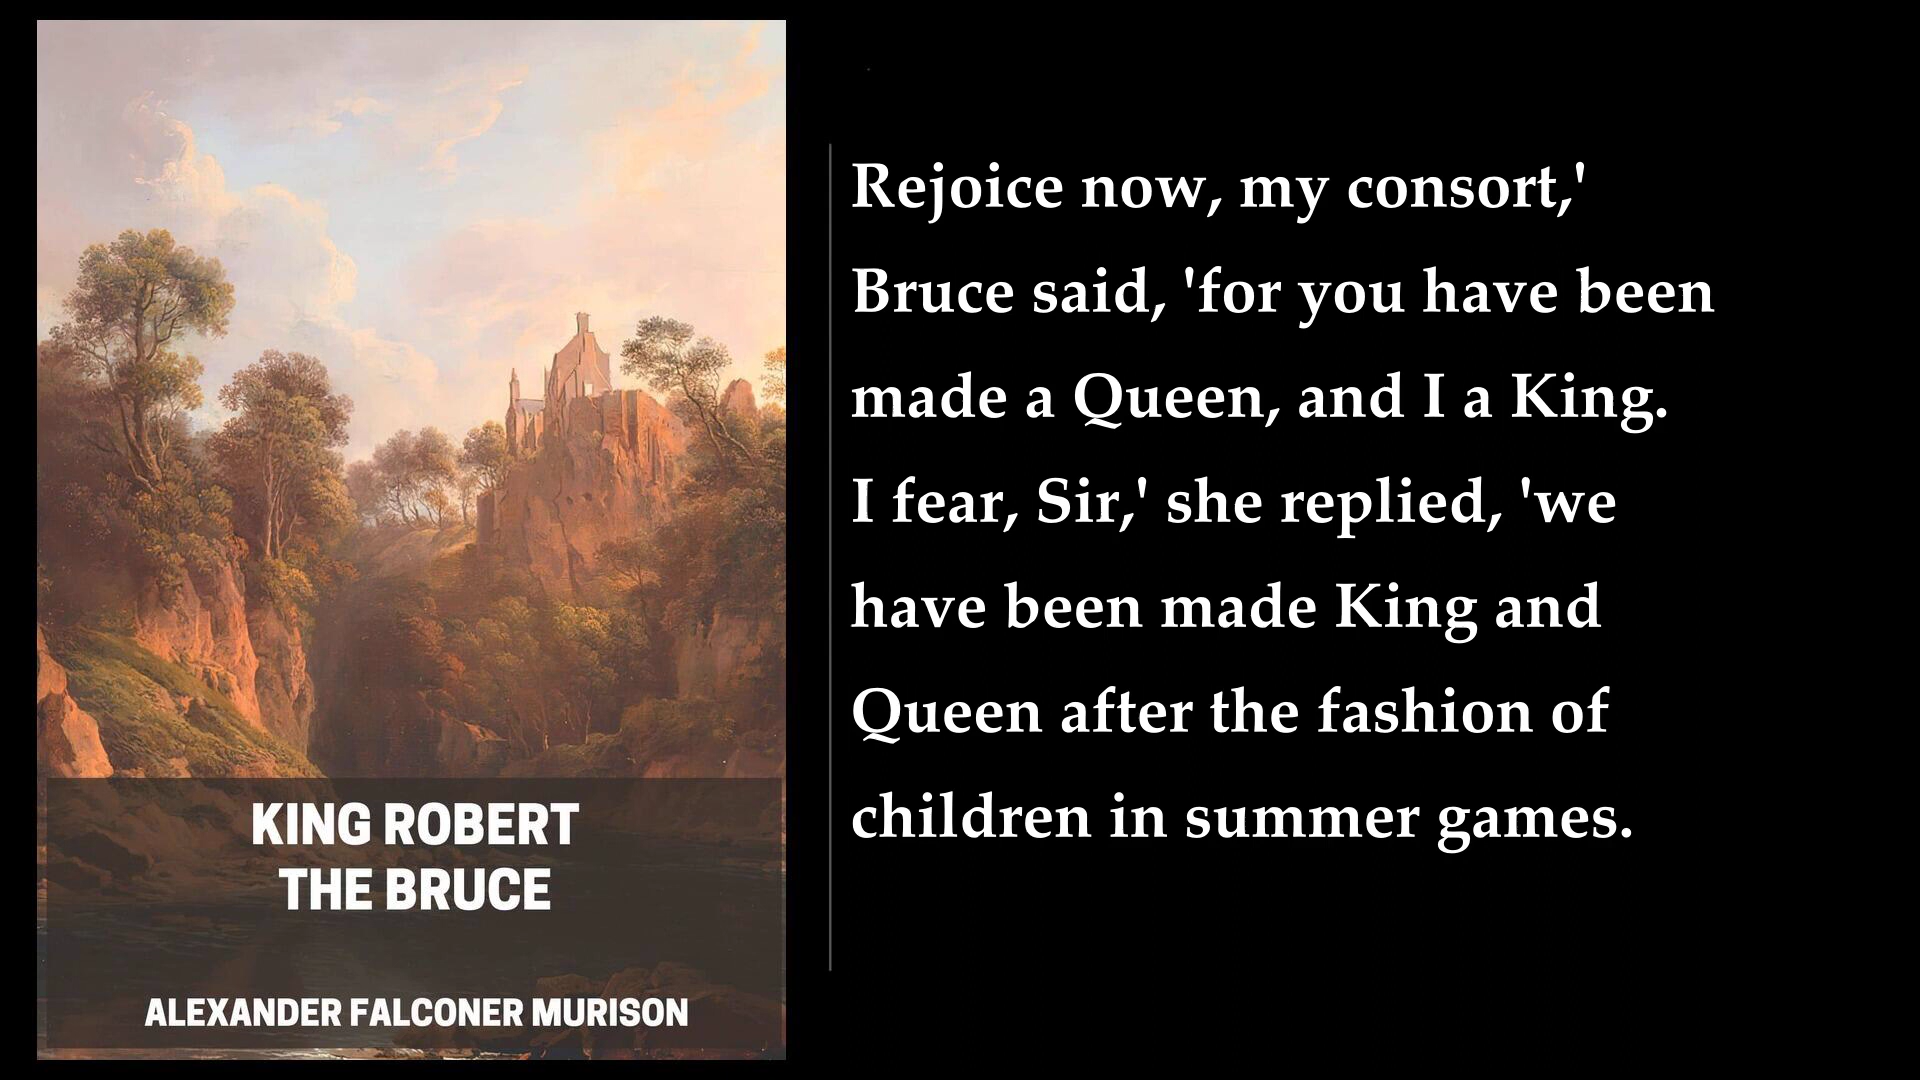 KING ROBERT
THE BRUCE
ALEXANDER FALCONER MURISON
Rejoice now, my consort,'
Bruce said, 'for you have been
made a Queen, and I a King.
I fear, Sir,' she replied, 'we
have been made King and
Queen after the fashion of
children in summer games.